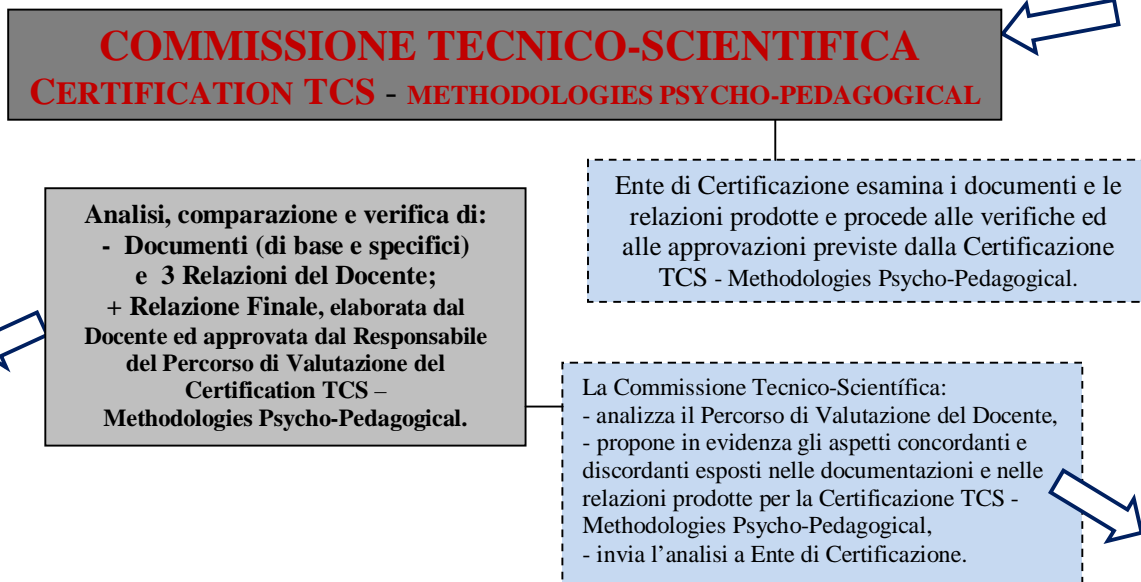 COMMISSIONE TECNICO-SCIENTIFICA
CERTIFICATION TCS - METHODOLOGIES PSYCHO-PEDAGOGICAL
Ente di Certificazione esamina i documenti e le
relazioni prodotte e procede alle verifiche ed
alle approvazioni previste dalla Certificazione
TCS - Methodologies Psycho-Pedagogical.
Analisi, comparazione e verifica di:
- Documenti (di base e specifici)
e 3 Relazioni del Docente;
+ Relazione Finale, elaborata dal
Docente ed approvata dal Responsabile
del Percorso di Valutazione del
Certification TCS –
Methodologies Psycho-Pedagogical.
La Commissione Tecnico-Scientífica:
- analizza il Percorso di Valutazione del Docente,
- propone in evidenza gli aspetti concordanti e
discordanti esposti nelle documentazioni e nelle
relazioni prodotte per la Certificazione TCS -
Methodologies Psycho-Pedagogical,
- invia l'analisi a Ente di Certificazione.